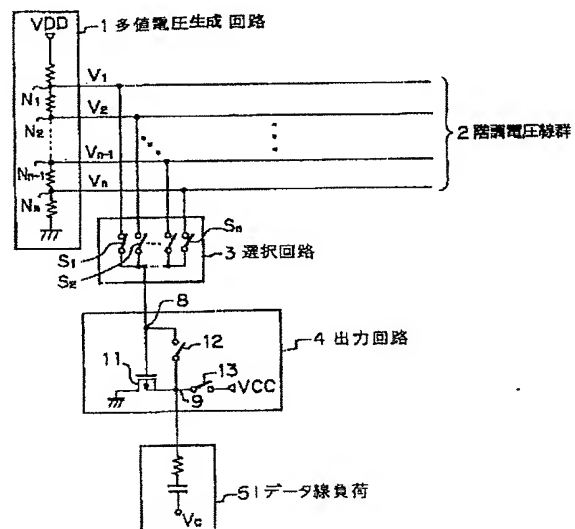 VDD
1 多値電圧生成回路
V1
N1
V2
N2
Vn-1
Nn-1
Vn
Nn
2 階調電圧線群
S1
S2
Sn
3 選択回路
8
12
4 出力回路
11
13
VCC
9
51 データ線負荷
Vc